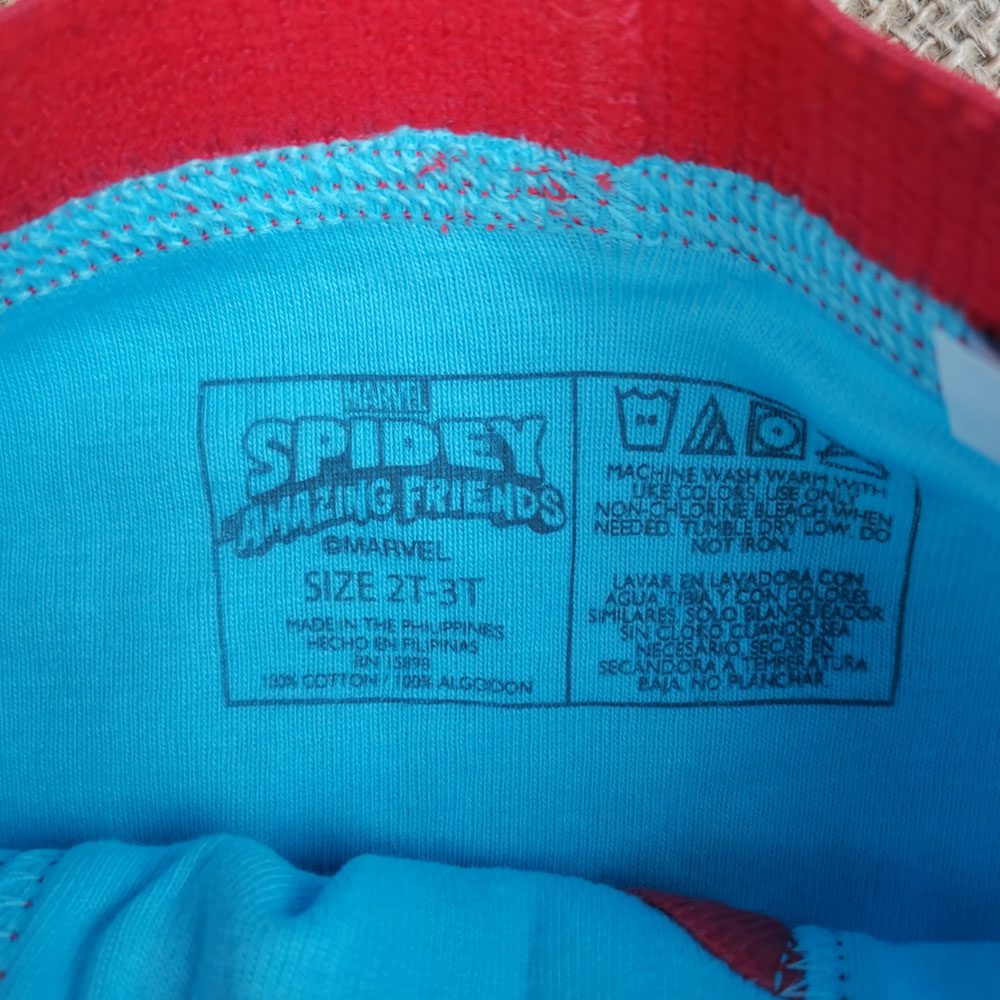 MARVEL
SPIDEY
AMAZING FRIENDS
©MARVEL
SIZE 2T-3T
MADE IN THE PHILIPPINES
HECHO EN FILIPINAS
RN 15898
100% COTTON / 100% ALGODON
MACHINE WASH WARM WITH
LIKE COLORS. USE ONLY
NON-CHLORINE BLEACH WHEN
NEEDED. TUMBLE DRY LOW. DO
NOT IRON.
LAVAR EN LAVADORA CON
AGUA TIBIA Y CON COLORES
SIMILARES. SOLO BLANQUEADOR
SIN CLORO CUANDO SEA
NECESARIO. SECAR EN
SECADORA A TEMPERATURA
BAJA. NO PLANCHAR.